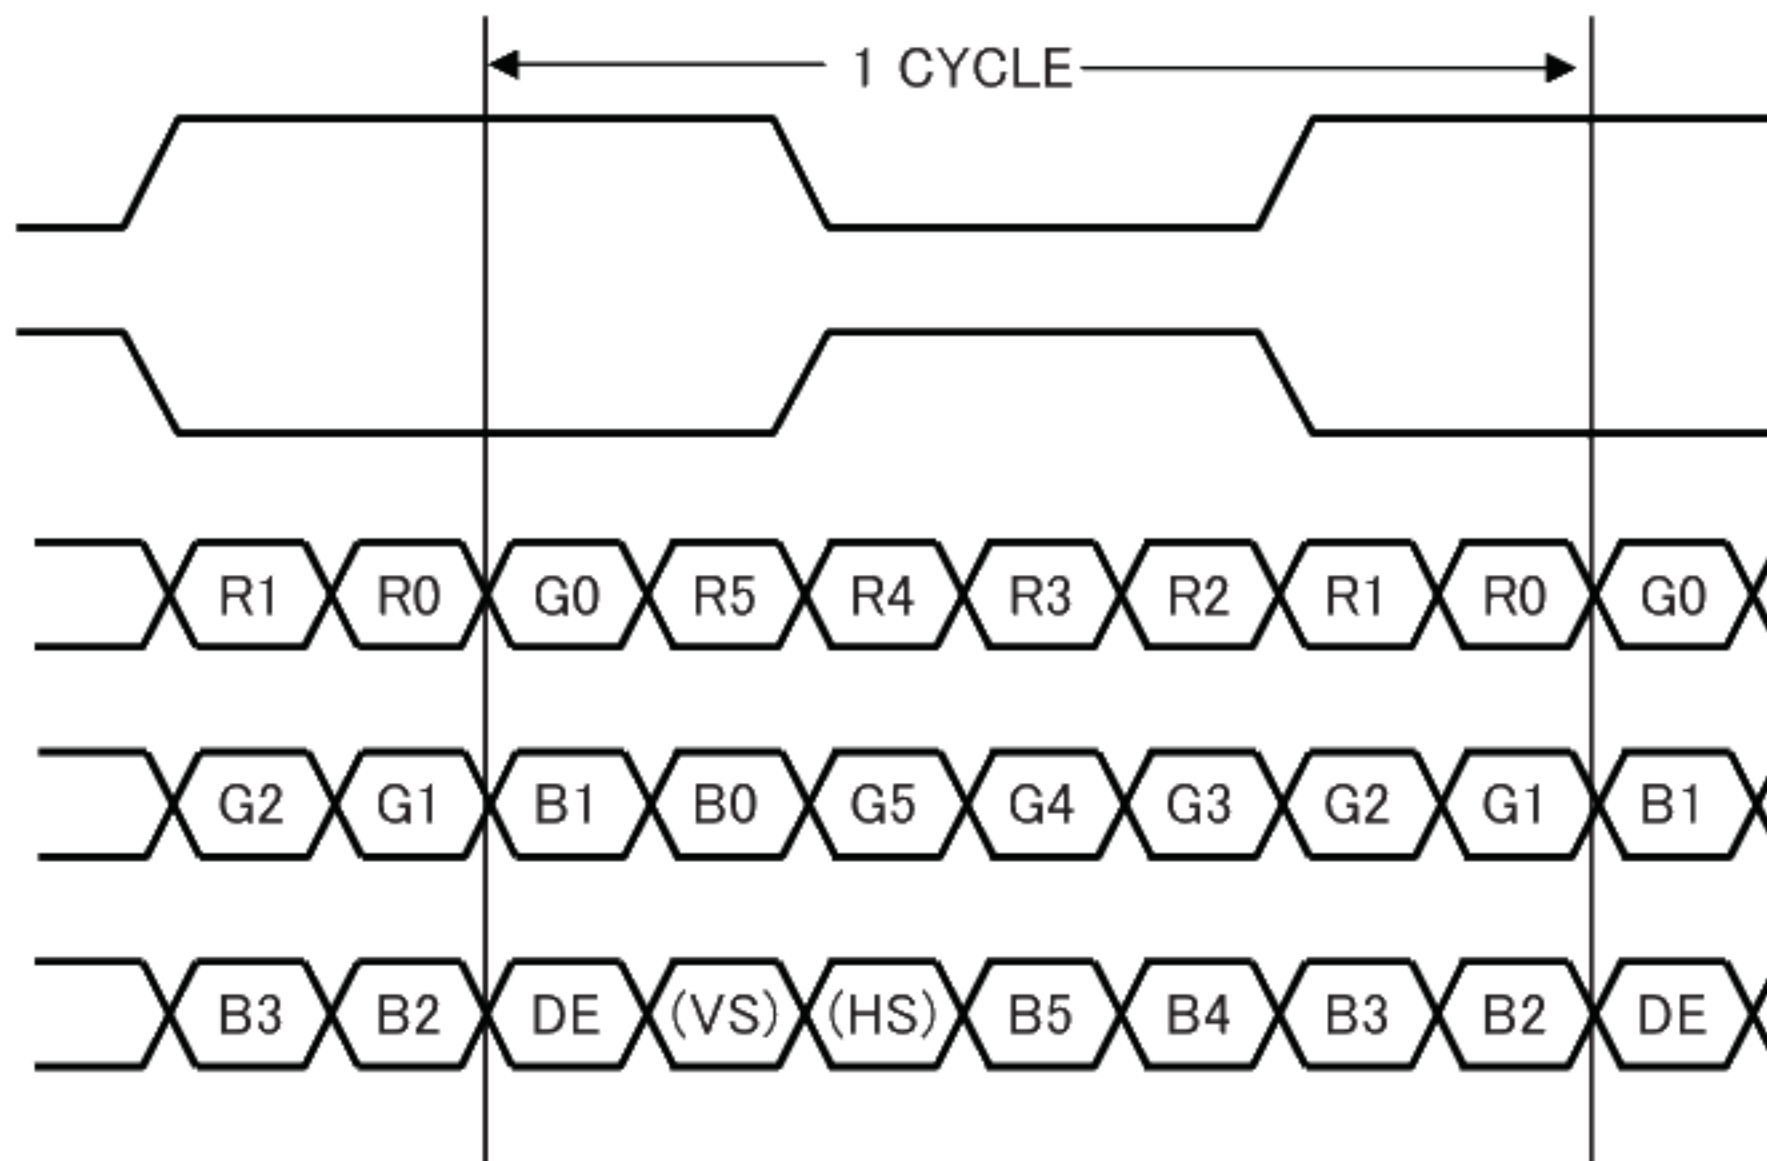 1 CYCLE
R1 R0 G0 R5 R4 R3 R2 R1 R0 G0
G2 G1 B1 B0 G5 G4 G3 G2 G1 B1
B3 B2 DE (VS) (HS) B5 B4 B3 B2 DE